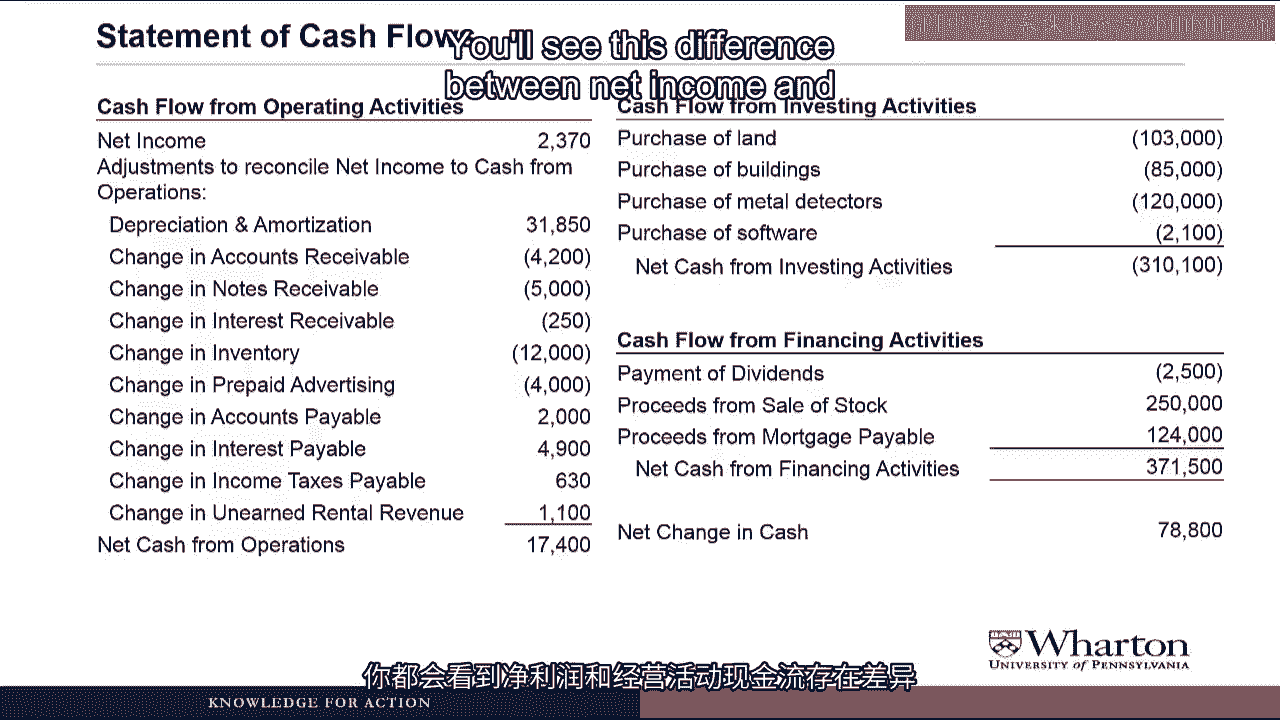 Statement of Cash Flow
You'll see this difference
between net income and
Cash Flow from Operating Activities
Net Income 2,370
Adjustments to reconcile Net Income to Cash from
Operations:
Depreciation & Amortization 31,850
Change in Accounts Receivable (4,200)
Change in Notes Receivable (5,000)
Change in Interest Receivable (250)
Change in Inventory (12,000)
Change in Prepaid Advertising (4,000)
Change in Accounts Payable 2,000
Change in Interest Payable 4,900
Change in Income Taxes Payable 630
Change in Unearned Rental Revenue 1,100
Net Cash from Operations 17,400
Cash Flow from Investing Activities
Purchase of land (103,000)
Purchase of buildings (85,000)
Purchase of metal detectors (120,000)
Purchase of software (2,100)
Net Cash from Investing Activities (310,100)
Cash Flow from Financing Activities
Payment of Dividends (2,500)
Proceeds from Sale of Stock 250,000
Proceeds from Mortgage Payable 124,000
Net Cash from Financing Activities 371,500
Net Change in Cash 78,800
Wharton
UNIVERSITY of PENNSYLVANIA
你都会看到净利润和经营活动现金流存在差异
KNOWLEDGE FOR ACTION